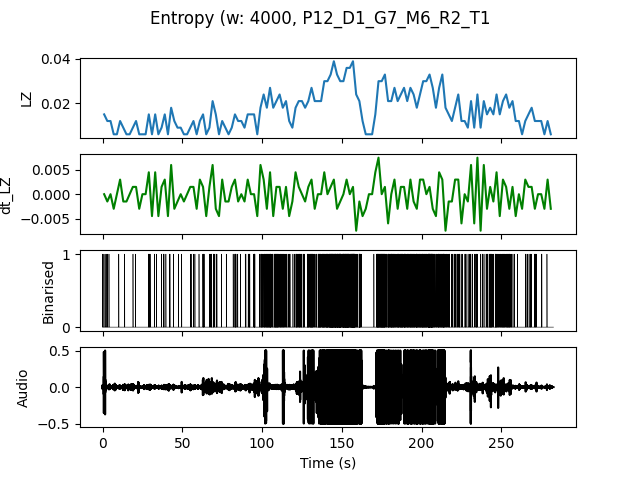 Entropy (w: 4000, P12_D1_G7_M6_R2_T1
0.04
0.02
LZ
0.005
0.000
−0.005
dt_LZ
1
0
Binarised
0.5
0.0
−0.5
Audio
0 50 100 150 200 250
Time (s)